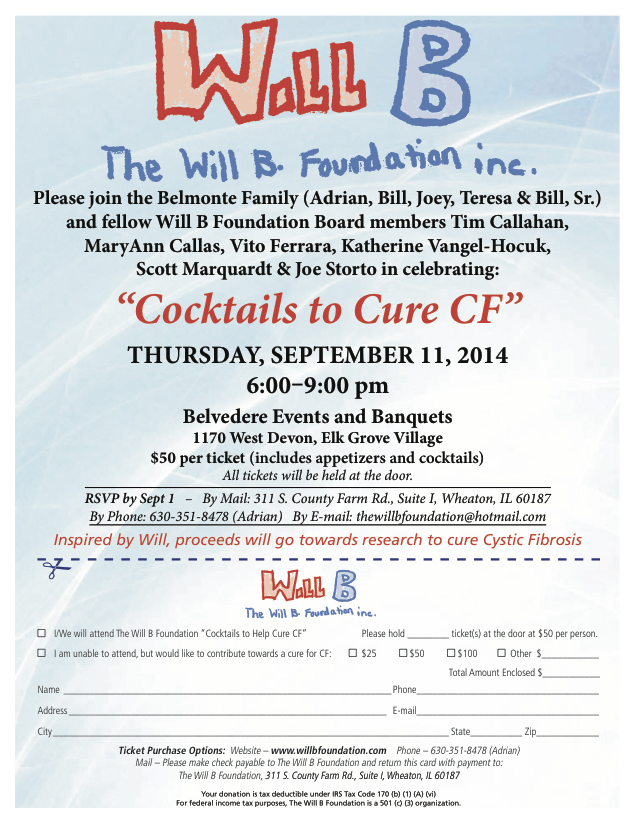 Will B
The Will B. Foundation inc.
Please join the Belmonte Family (Adrian, Bill, Joey, Teresa & Bill, Sr.)
and fellow Will B Foundation Board members Tim Callahan,
MaryAnn Callas, Vito Ferrara, Katherine Vangel-Hocuk,
Scott Marquardt & Joe Storto in celebrating:
“Cocktails to Cure CF”
THURSDAY, SEPTEMBER 11, 2014
6:00–9:00 pm
Belvedere Events and Banquets
1170 West Devon, Elk Grove Village
$50 per ticket (includes appetizers and cocktails)
All tickets will be held at the door.
RSVP by Sept 1 – By Mail: 311 S. County Farm Rd., Suite I, Wheaton, IL 60187
By Phone: 630-351-8478 (Adrian) By E-mail: thewillbfoundation@hotmail.com
Inspired by Will, proceeds will go towards research to cure Cystic Fibrosis
Will B
The Will B. Foundation inc.
☐ I/We will attend The Will B Foundation “Cocktails to Help Cure CF” Please hold ________ ticket(s) at the door at $50 per person.
☐ I am unable to attend, but would like to contribute towards a cure for CF: ☐ $25 ☐ $50 ☐ $100 ☐ Other $____________
Total Amount Enclosed $____________
Name ____________ Phone____________
Address____________ E-mail____________
City____________ State____________ Zip____________
Ticket Purchase Options: Website – www.willbfoundation.com Phone – 630-351-8478 (Adrian)
Mail – Please make check payable to The Will B Foundation and return this card with payment to:
The Will B Foundation, 311 S. County Farm Rd., Suite I, Wheaton, IL 60187
Your donation is tax deductible under IRS Tax Code 170 (b) (1) (A) (vi)
For federal income tax purposes, The Will B Foundation is a 501 (c) (3) organization.